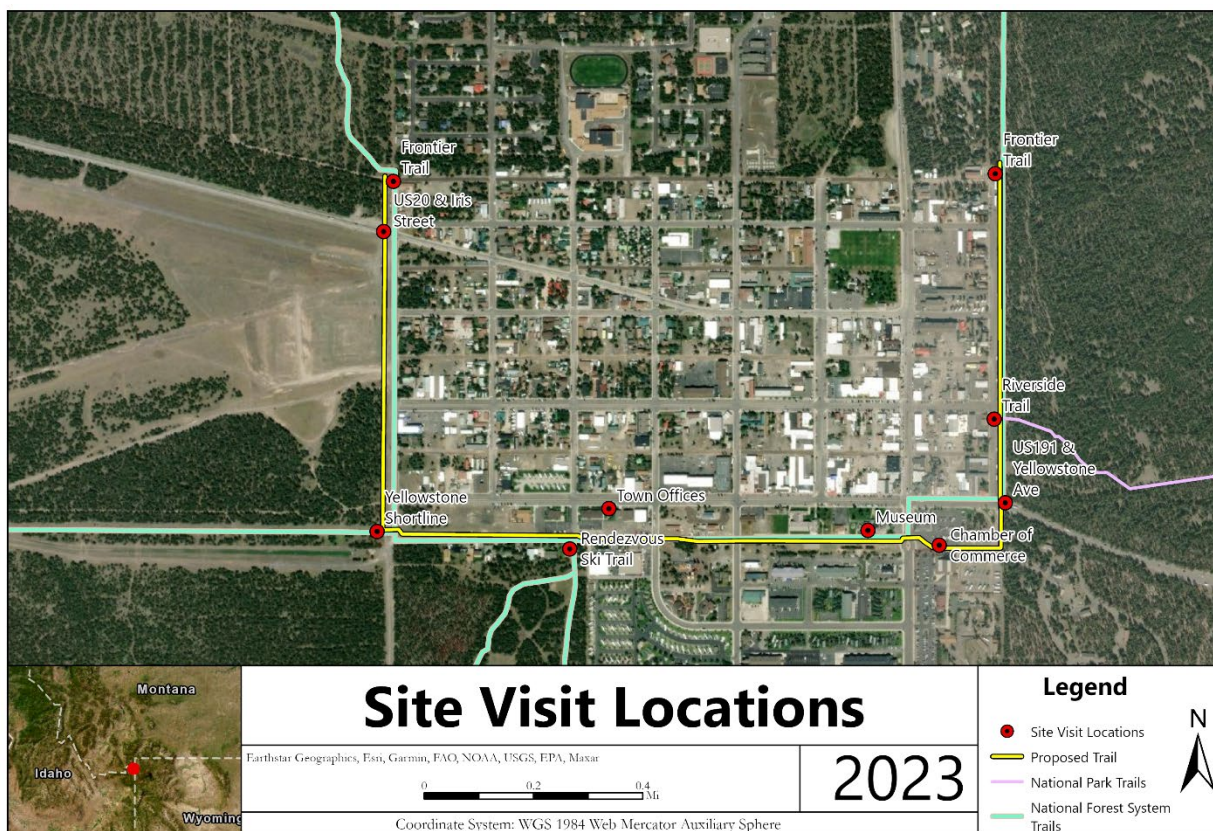 Frontier
Trail
US20 & Iris
Street
Frontier
Trail
Riverside
Trail
US191 &
Yellowstone
Ave
Yellowstone
Shortline
Town Offices
Rendezvous
Ski Trail
Museum
Chamber of
Commerce
Montana
Idaho
Wyoming
Site Visit Locations
Earthstar Geographics, Esri, Garmin, FAO, NOAA, USGS, EPA, Maxar
0 0.2 0.4
Mi
Coordinate System: WGS 1984 Web Mercator Auxiliary Sphere
2023
Legend
Site Visit Locations
Proposed Trail
National Park Trails
National Forest System
Trails
N